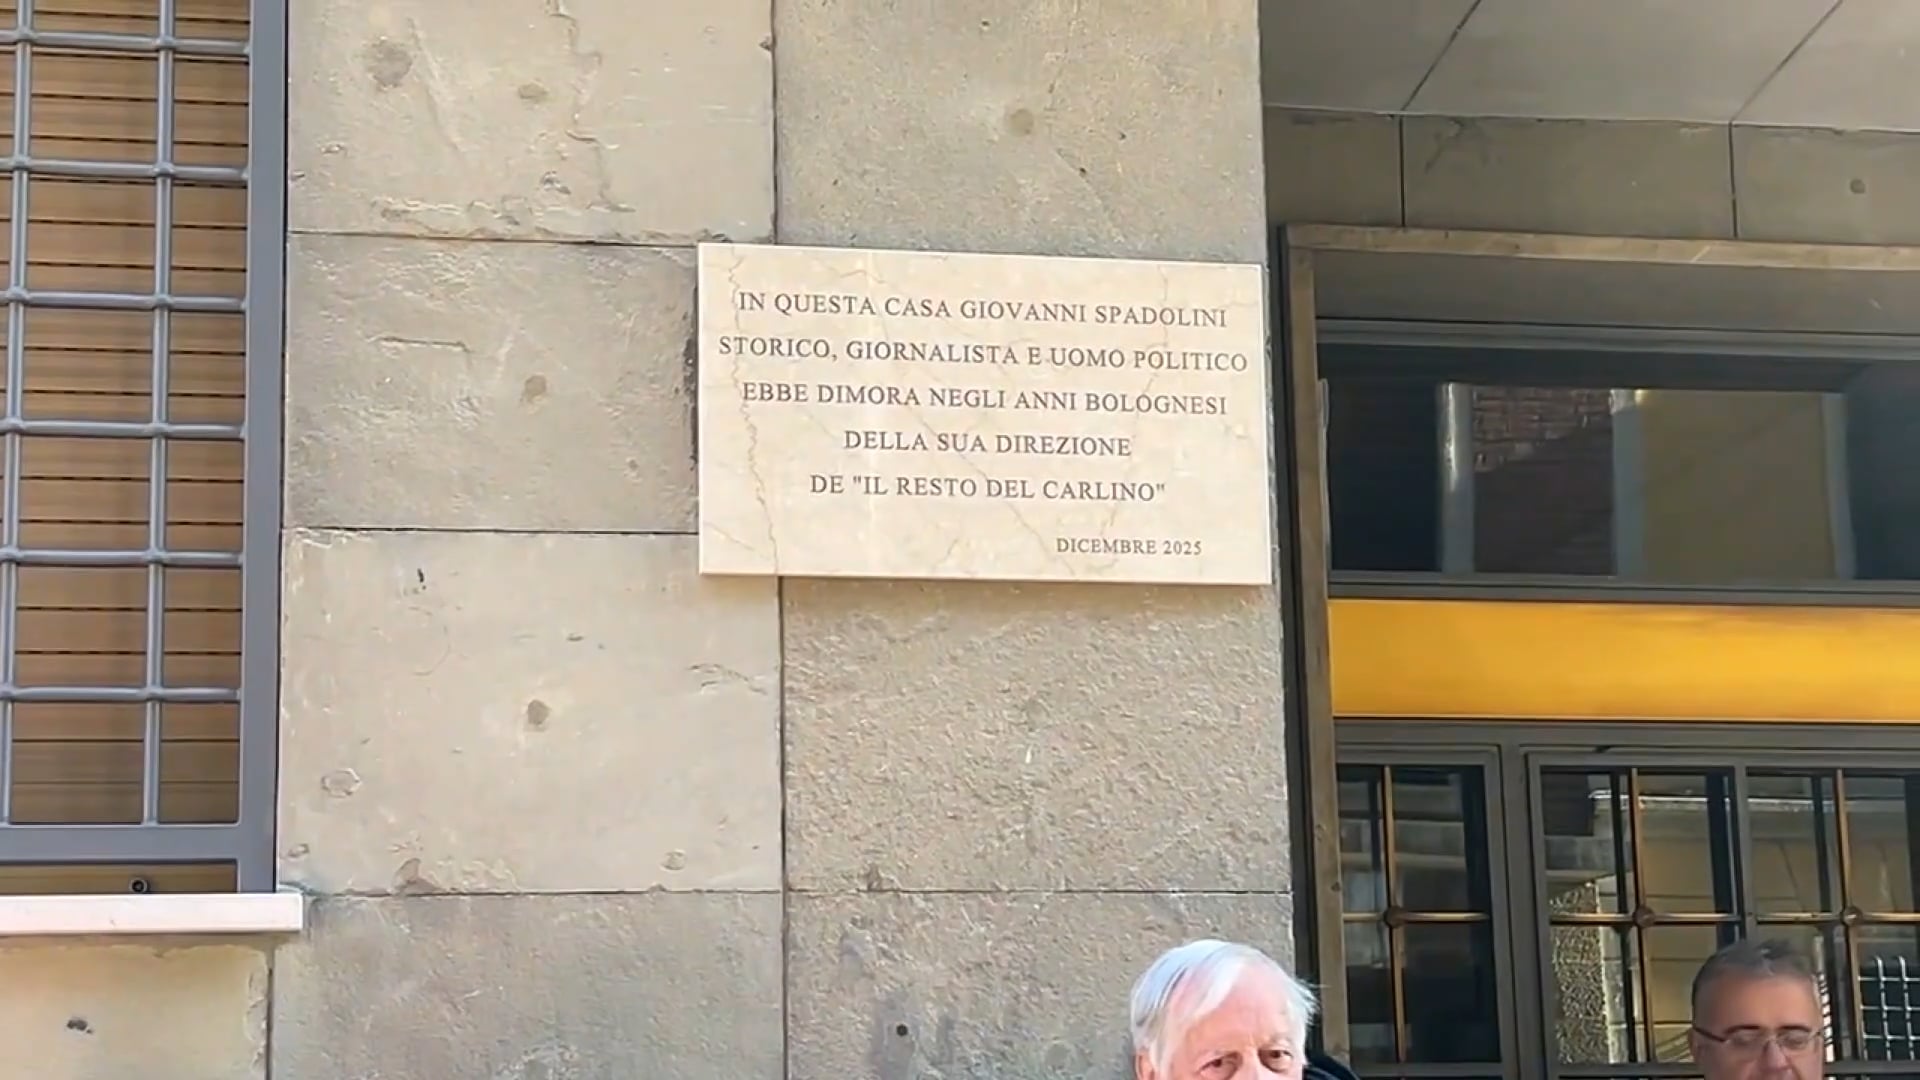 IN QUESTA CASA GIOVANNI SPADOLINI
STORICO, GIORNALISTA E UOMO POLITICO
EBBE DIMORA NEGLI ANNI BOLOGNESI
DELLA SUA DIREZIONE
DE "IL RESTO DEL CARLINO"
DICEMBRE 2025